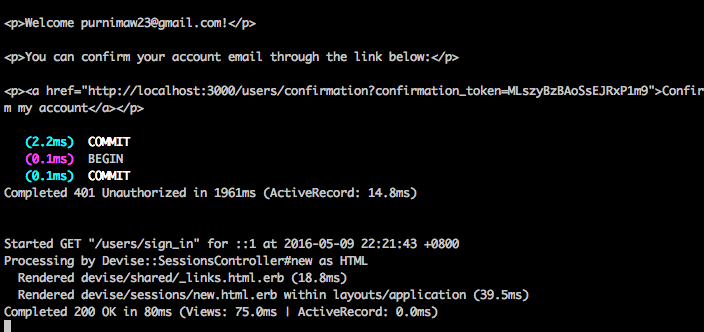 <p>Welcome purnimaw23@gmail.com!</p>
<p>You can confirm your account email through the link below:</p>
<p><a href="http://localhost:3000/users/confirmation?confirmation_token=MLszyBzBAoSsEJRxP1m9">Confir
m my account</a></p>
(2.2ms) COMMIT
(0.1ms) BEGIN
(0.1ms) COMMIT
Completed 401 Unauthorized in 1961ms (ActiveRecord: 14.8ms)
Started GET "/users/sign_in" for ::1 at 2016-05-09 22:21:43 +0800
Processing by Devise::SessionsController#new as HTML
Rendered devise/shared/_links.html.erb (18.8ms)
Rendered devise/sessions/new.html.erb within layouts/application (39.5ms)
Completed 200 OK in 80ms (Views: 75.0ms | ActiveRecord: 0.0ms)